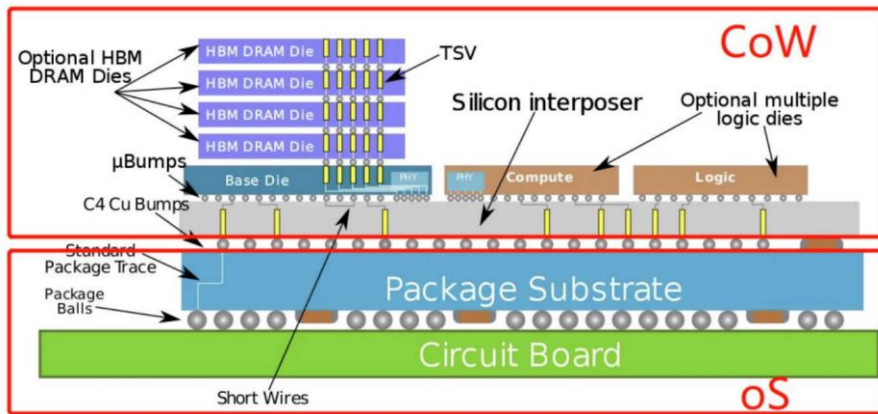 CoW
Optional HBM
DRAM Dies
HBM DRAM Die
HBM DRAM Die
HBM DRAM Die
HBM DRAM Die
TSV
Silicon interposer
Optional multiple
logic dies
μBumps
Base Die
PHY
PHY
Compute
Logic
C4 Cu Bumps
Standard
Package Trace
Package Substrate
Package
Balls
Circuit Board
Short Wires
oS